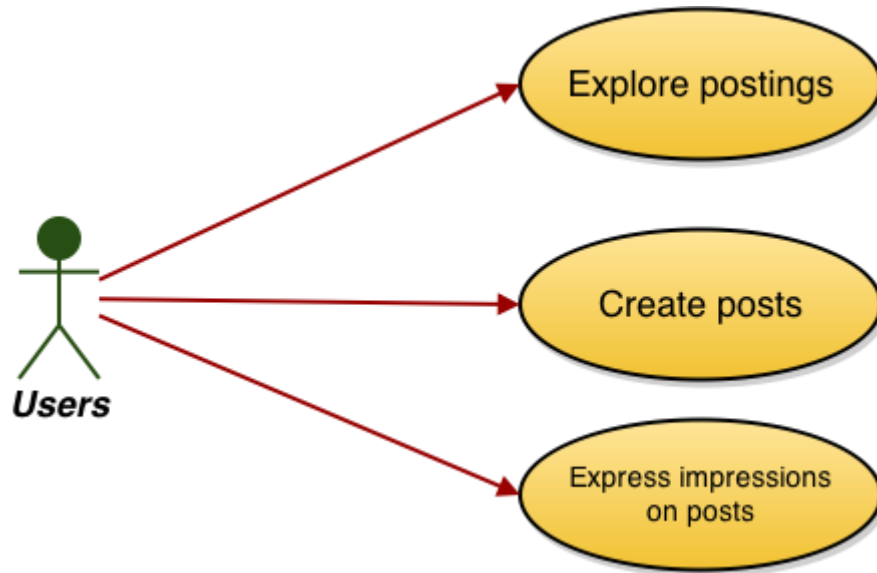 Explore postings
Create posts
Users
Express impressions
on posts